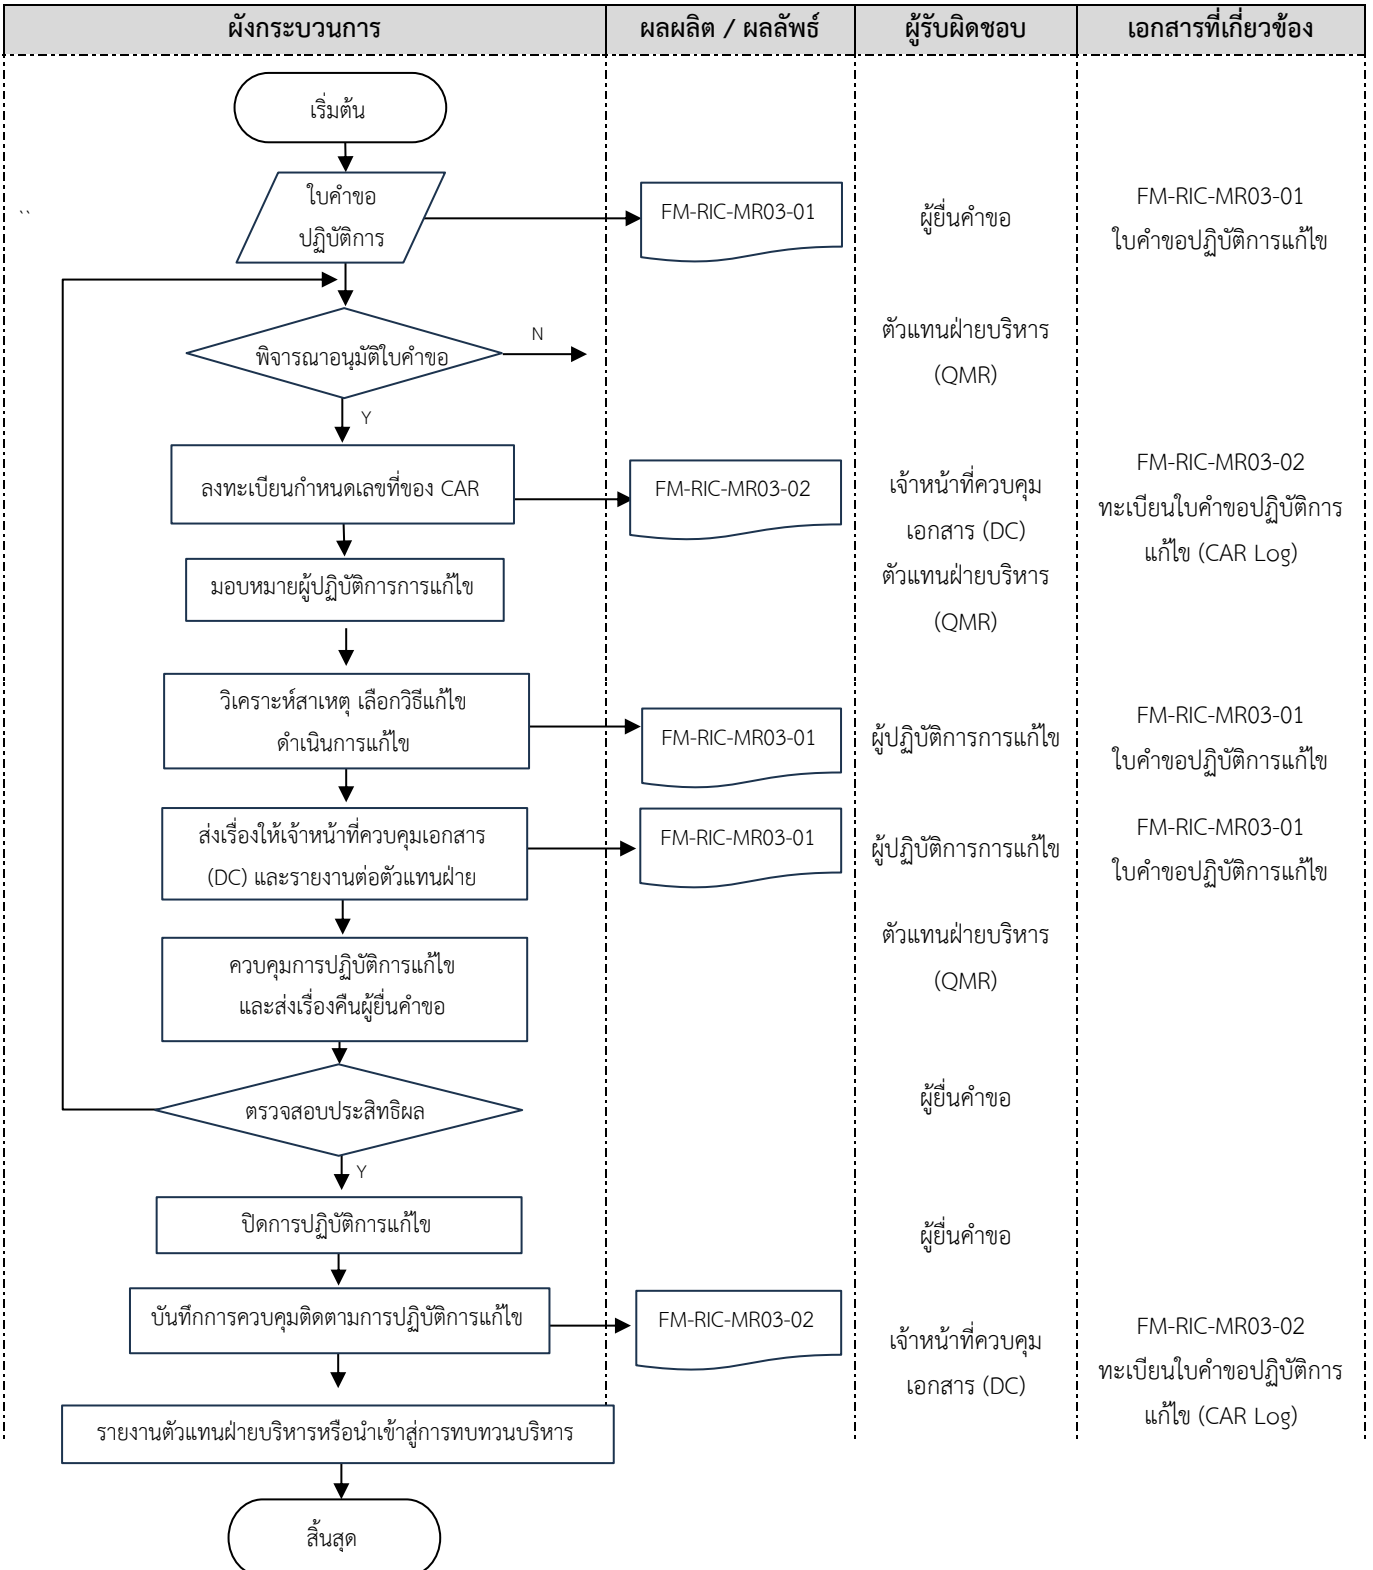 ผังกระบวนการ ผลผลิต / ผลลัพธ์ ผู้รับผิดชอบ เอกสารที่เกี่ยวข้อง
เริ่มต้น
``
ใบคำขอ
ปฏิบัติการ
FM-RIC-MR03-01
ผู้ยื่นคำขอ
FM-RIC-MR03-01
ใบคำขอปฏิบัติการแก้ไข
พิจารณาอนุมัติใบคำขอ
N
Y
ตัวแทนฝ่ายบริหาร
(QMR)
ลงทะเบียนกำหนดเลขที่ของ CAR
FM-RIC-MR03-02
เจ้าหน้าที่ควบคุม
เอกสาร (DC)
FM-RIC-MR03-02
ทะเบียนใบคำขอปฏิบัติการ
แก้ไข (CAR Log)
มอบหมายผู้ปฏิบัติการการแก้ไข
ตัวแทนฝ่ายบริหาร
(QMR)
วิเคราะห์สาเหตุ เลือกวิธีแก้ไข
ดำเนินการแก้ไข
FM-RIC-MR03-01
ผู้ปฏิบัติการการแก้ไข
FM-RIC-MR03-01
ใบคำขอปฏิบัติการแก้ไข
ส่งเรื่องให้เจ้าหน้าที่ควบคุมเอกสาร
(DC) และรายงานต่อตัวแทนฝ่าย
FM-RIC-MR03-01
ผู้ปฏิบัติการการแก้ไข
FM-RIC-MR03-01
ใบคำขอปฏิบัติการแก้ไข
ควบคุมการปฏิบัติการแก้ไข
และส่งเรื่องคืนผู้ยื่นคำขอ
ตัวแทนฝ่ายบริหาร
(QMR)
ตรวจสอบประสิทธิผล
Y
ผู้ยื่นคำขอ
ปิดการปฏิบัติการแก้ไข
ผู้ยื่นคำขอ
บันทึกการควบคุมติดตามการปฏิบัติการแก้ไข
FM-RIC-MR03-02
เจ้าหน้าที่ควบคุม
เอกสาร (DC)
FM-RIC-MR03-02
ทะเบียนใบคำขอปฏิบัติการ
แก้ไข (CAR Log)
รายงานตัวแทนฝ่ายบริหารหรือนำเข้าสู่การทบทวนบริหาร
สิ้นสุด